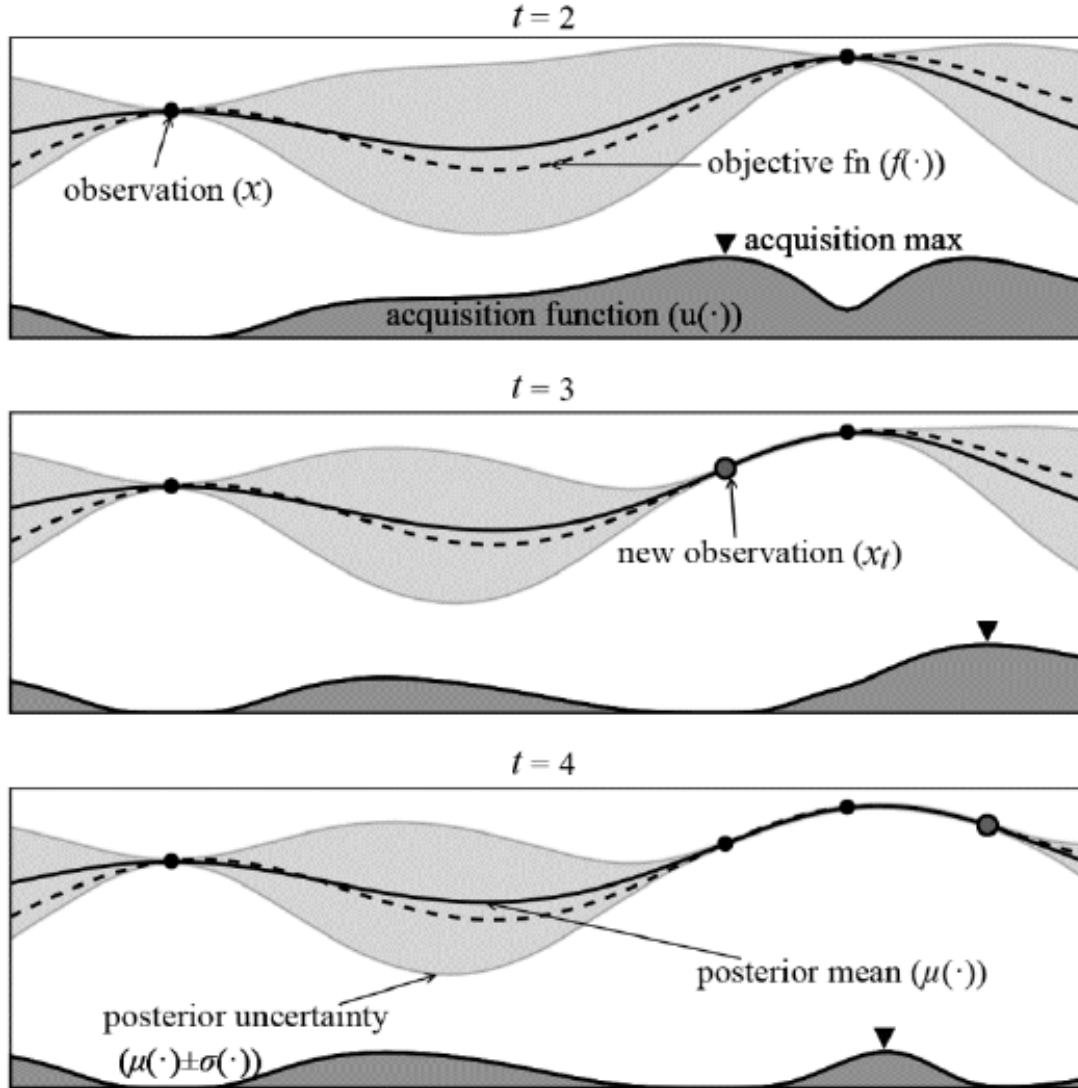 t = 2
observation (x)
objective fn (f(·))
acquisition max
acquisition function (u(·))
t = 3
new observation (xt)
t = 4
posterior mean (μ(·))
posterior uncertainty
(μ(·)±σ(·))